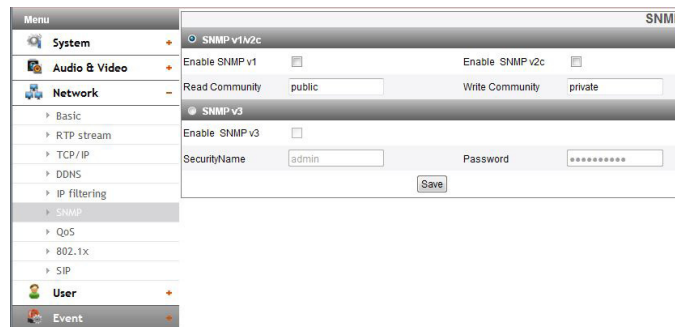 Menu
System
Audio & Video
Network
Basic
RTP stream
TCP/IP
DDNS
IP filtering
SNMP
QoS
802.1x
SIP
User
Event
SNM
SNMP v1/v2c
Enable SNMP v1
Enable SNMP v2c
Read Community public
Write Community private
SNMP v3
Enable SNMP v3
SecurityName admin
Password ••••••••••
Save